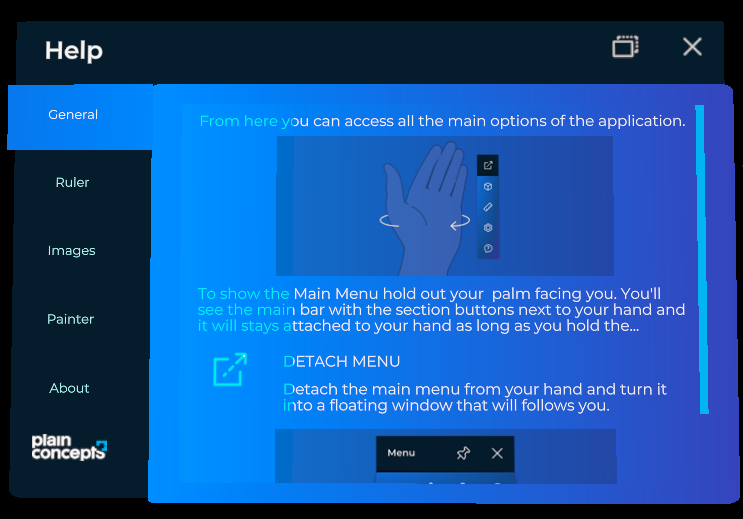 Help
General
Ruler
Images
Painter
About
plain
concepts
From here you can access all the main options of the application.
To show the Main Menu hold out your palm facing you. You'll
see the main bar with the section buttons next to your hand and
it will stays attached to your hand as long as you hold the...
DETACH MENU
Detach the main menu from your hand and turn it
into a floating window that will follows you.
Menu